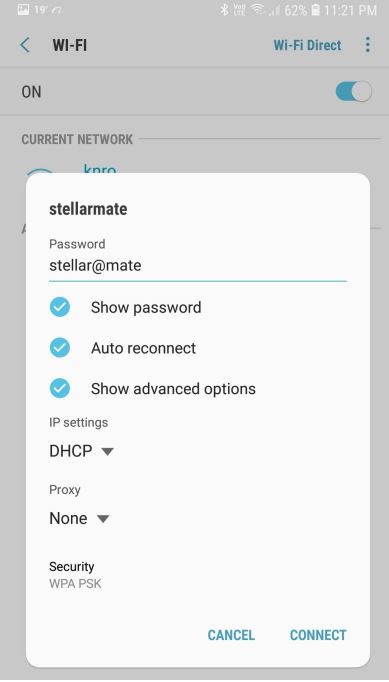 19° 11:21 PM
62%
WI-FI
Wi-Fi Direct
ON
CURRENT NETWORK
knro
stellarmate
Password
stellar@mate
Show password
Auto reconnect
Show advanced options
IP settings
DHCP
Proxy
None
Security
WPA PSK
CANCEL
CONNECT